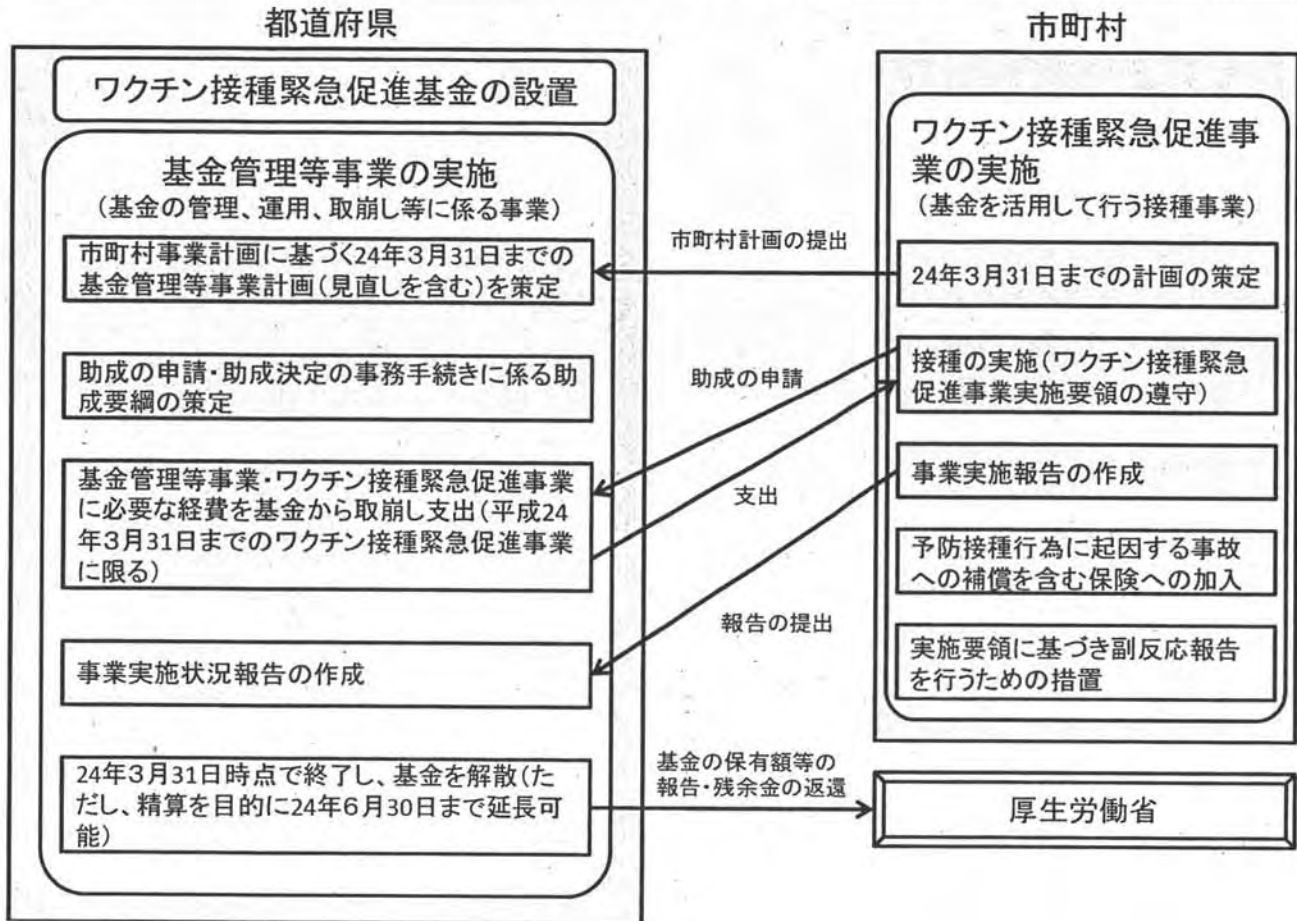 都道府県
ワクチン接種緊急促進基金の設置
基金管理等事業の実施
(基金の管理、運用、取崩し等に係る事業)
市町村事業計画に基づく24年3月31日までの
基金管理等事業計画(見直しを含む)を策定
助成の申請・助成決定の事務手続きに係る助
成要綱の策定
基金管理等事業・ワクチン接種緊急促進事業
に必要な経費を基金から取崩し支出(平成24
年3月31日までのワクチン接種緊急促進事業
に限る)
事業実施状況報告の作成
24年3月31日時点で終了し、基金を解散(た
だし、精算を目的に24年6月30日まで延長可
能)
市町村計画の提出
助成の申請
支出
報告の提出
基金の保有額等の
報告・残余金の返還
市町村
ワクチン接種緊急促進事
業の実施
(基金を活用して行う接種事業)
24年3月31日までの計画の策定
接種の実施(ワクチン接種緊急
促進事業実施要領の遵守)
事業実施報告の作成
予防接種行為に起因する事故
への補償を含む保険への加入
実施要領に基づき副反応報告
を行うための措置
厚生労働省